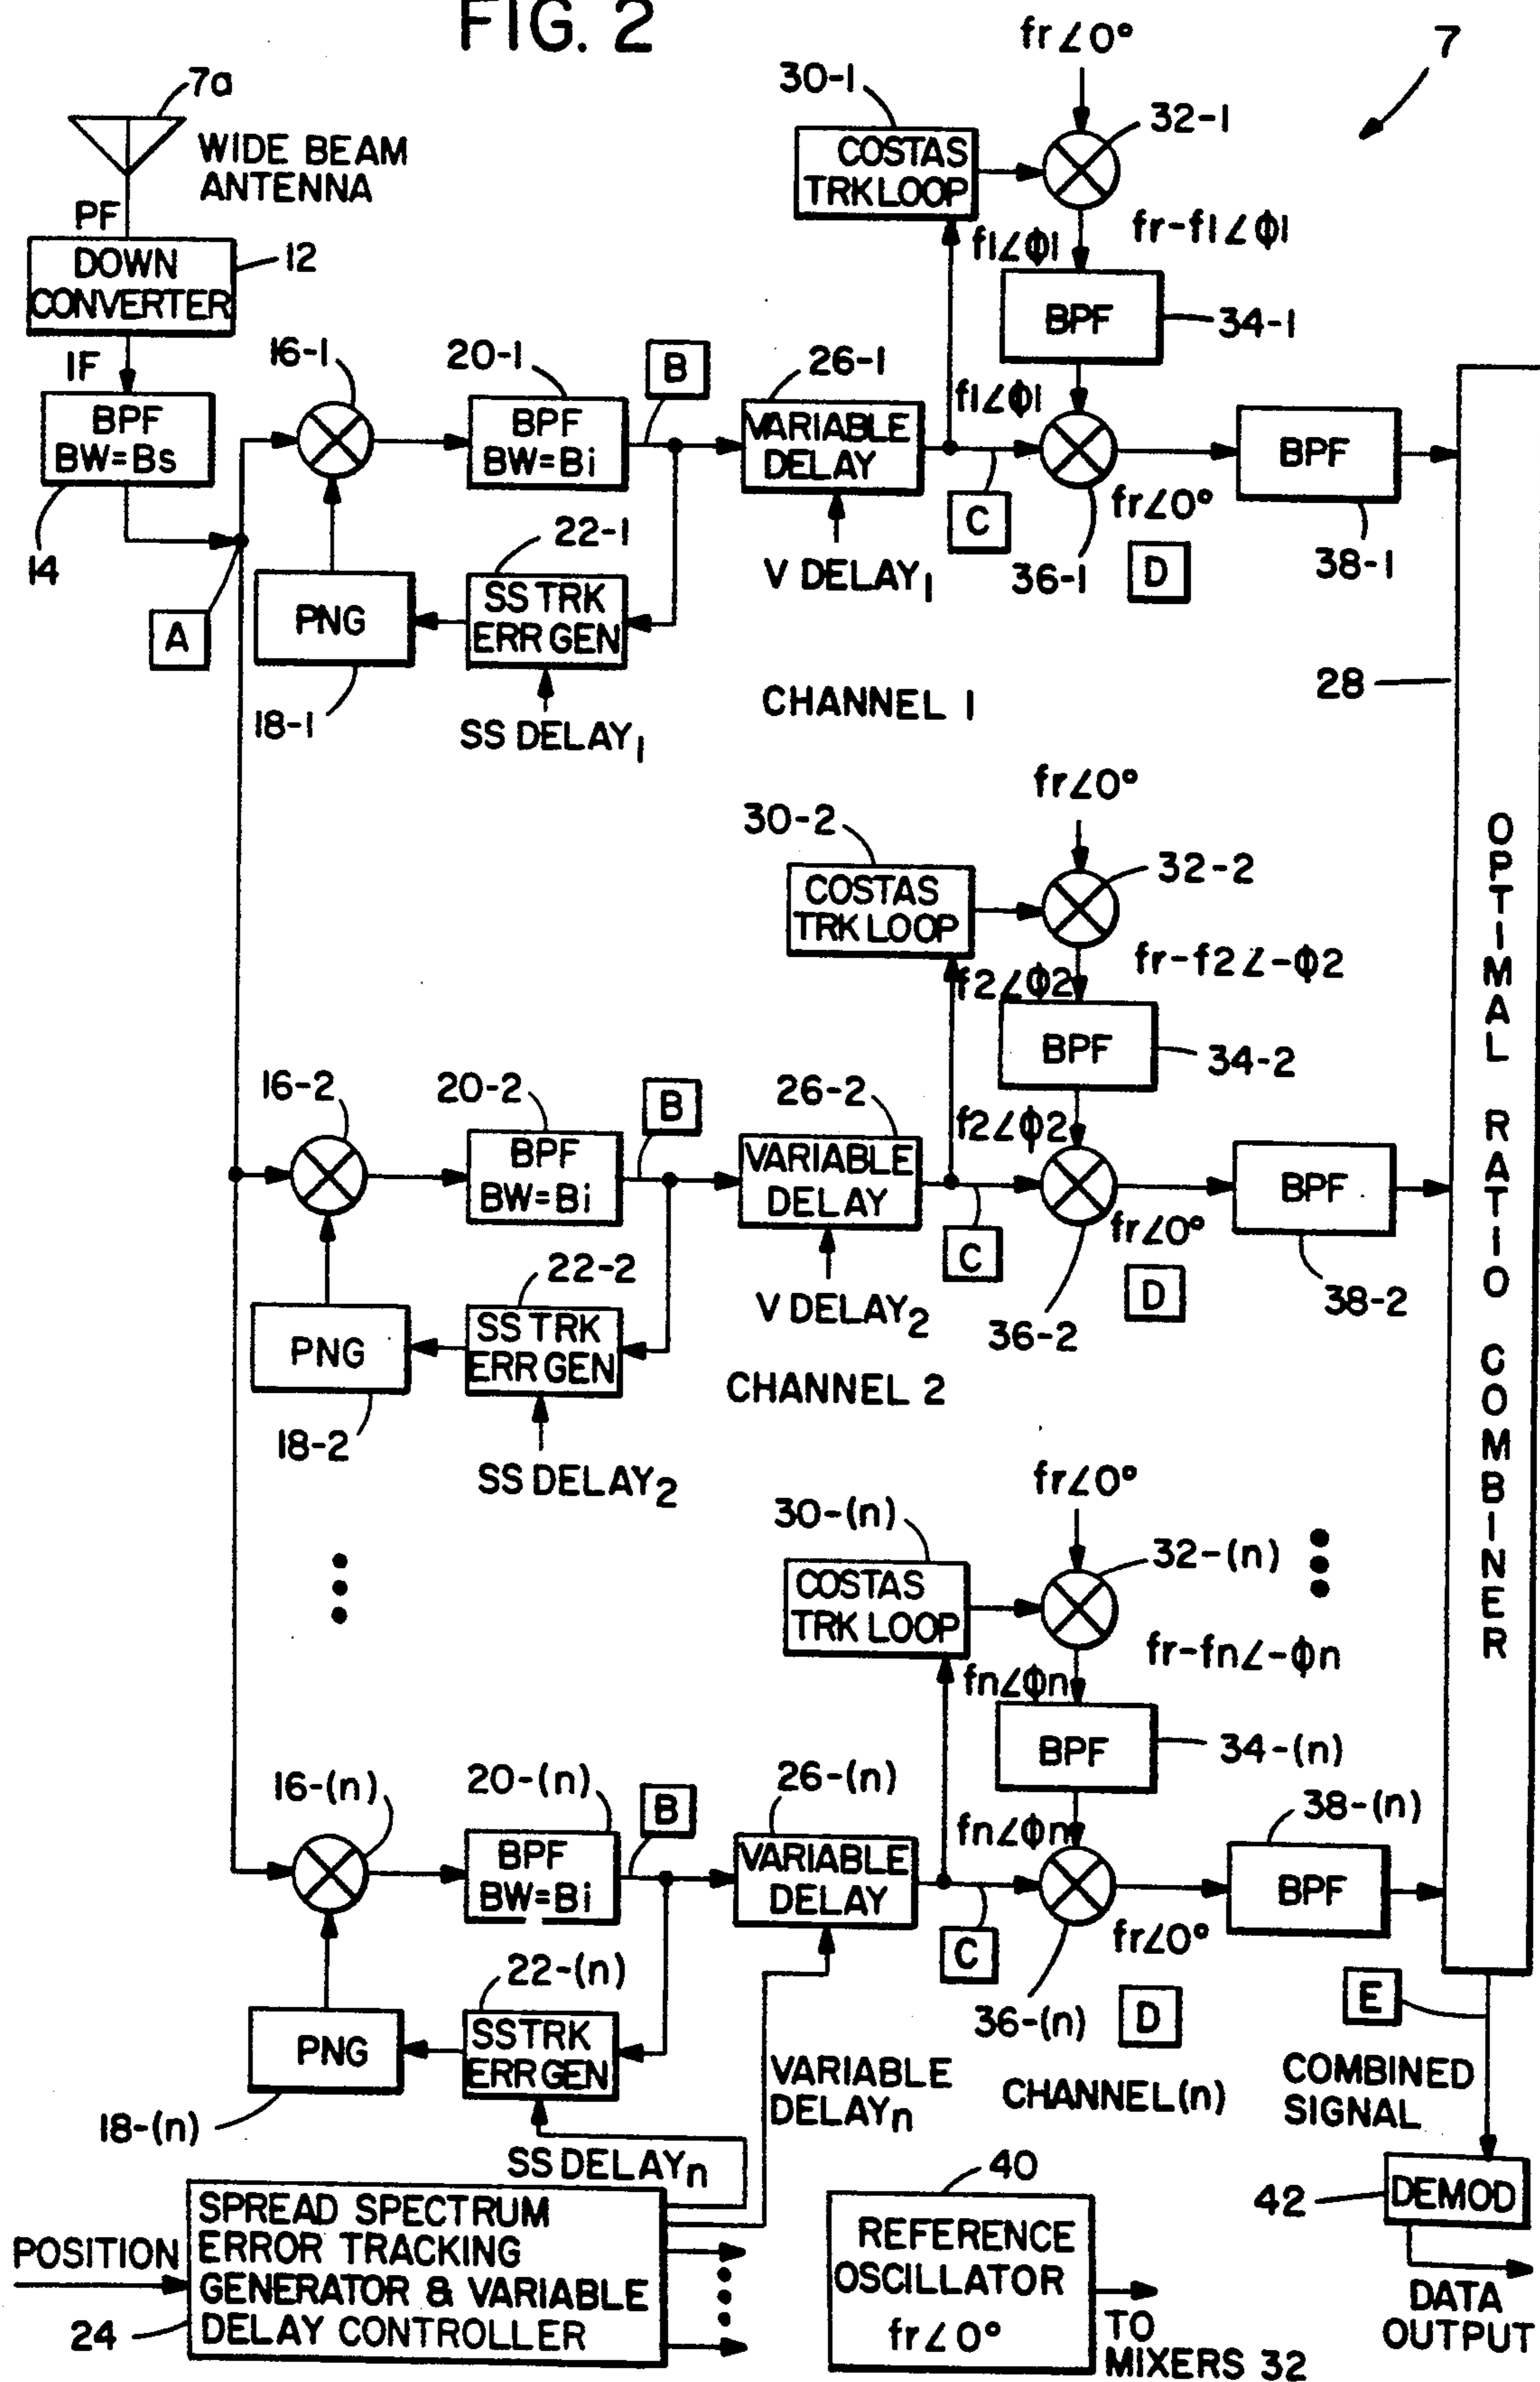 FIG. 2
7a
WIDE BEAM
ANTENNA
PF
DOWN
CONVERTER
12
IF
BPF
BW=Bs
14
A
7
fr∠0°
30-1
COSTAS
TRK LOOP
32-1
f1∠ϕ1
fr-f1∠ϕ1
BPF
34-1
16-1
20-1
BPF
BW=Bi
B
26-1
VARIABLE
DELAY
f1∠ϕ1
C
36-1
fr∠0°
D
BPF
38-1
V DELAY1
22-1
SS TRK
ERR GEN
PNG
18-1
SS DELAY1
CHANNEL 1
28
OPTIMAL RATIO COMBINER
fr∠0°
30-2
COSTAS
TRK LOOP
32-2
f2∠ϕ2
fr-f2∠-ϕ2
BPF
34-2
16-2
20-2
BPF
BW=Bi
B
26-2
VARIABLE
DELAY
f2∠ϕ2
C
36-2
fr∠0°
D
BPF
38-2
V DELAY2
22-2
SS TRK
ERR GEN
PNG
18-2
SS DELAY2
CHANNEL 2
fr∠0°
30-(n)
COSTAS
TRK LOOP
32-(n)
fn∠ϕn
fr-fn∠-ϕn
BPF
34-(n)
16-(n)
20-(n)
BPF
BW=Bi
B
26-(n)
VARIABLE
DELAY
fn∠ϕn
C
36-(n)
fr∠0°
D
BPF
38-(n)
22-(n)
SS TRK
ERR GEN
PNG
18-(n)
SS DELAYn
VARIABLE
DELAYn
CHANNEL(n)
E
COMBINED
SIGNAL
42
DEMOD
DATA
OUTPUT
POSITION
24
SPREAD SPECTRUM
ERROR TRACKING
GENERATOR & VARIABLE
DELAY CONTROLLER
40
REFERENCE
OSCILLATOR
fr∠0°
TO
MIXERS 32